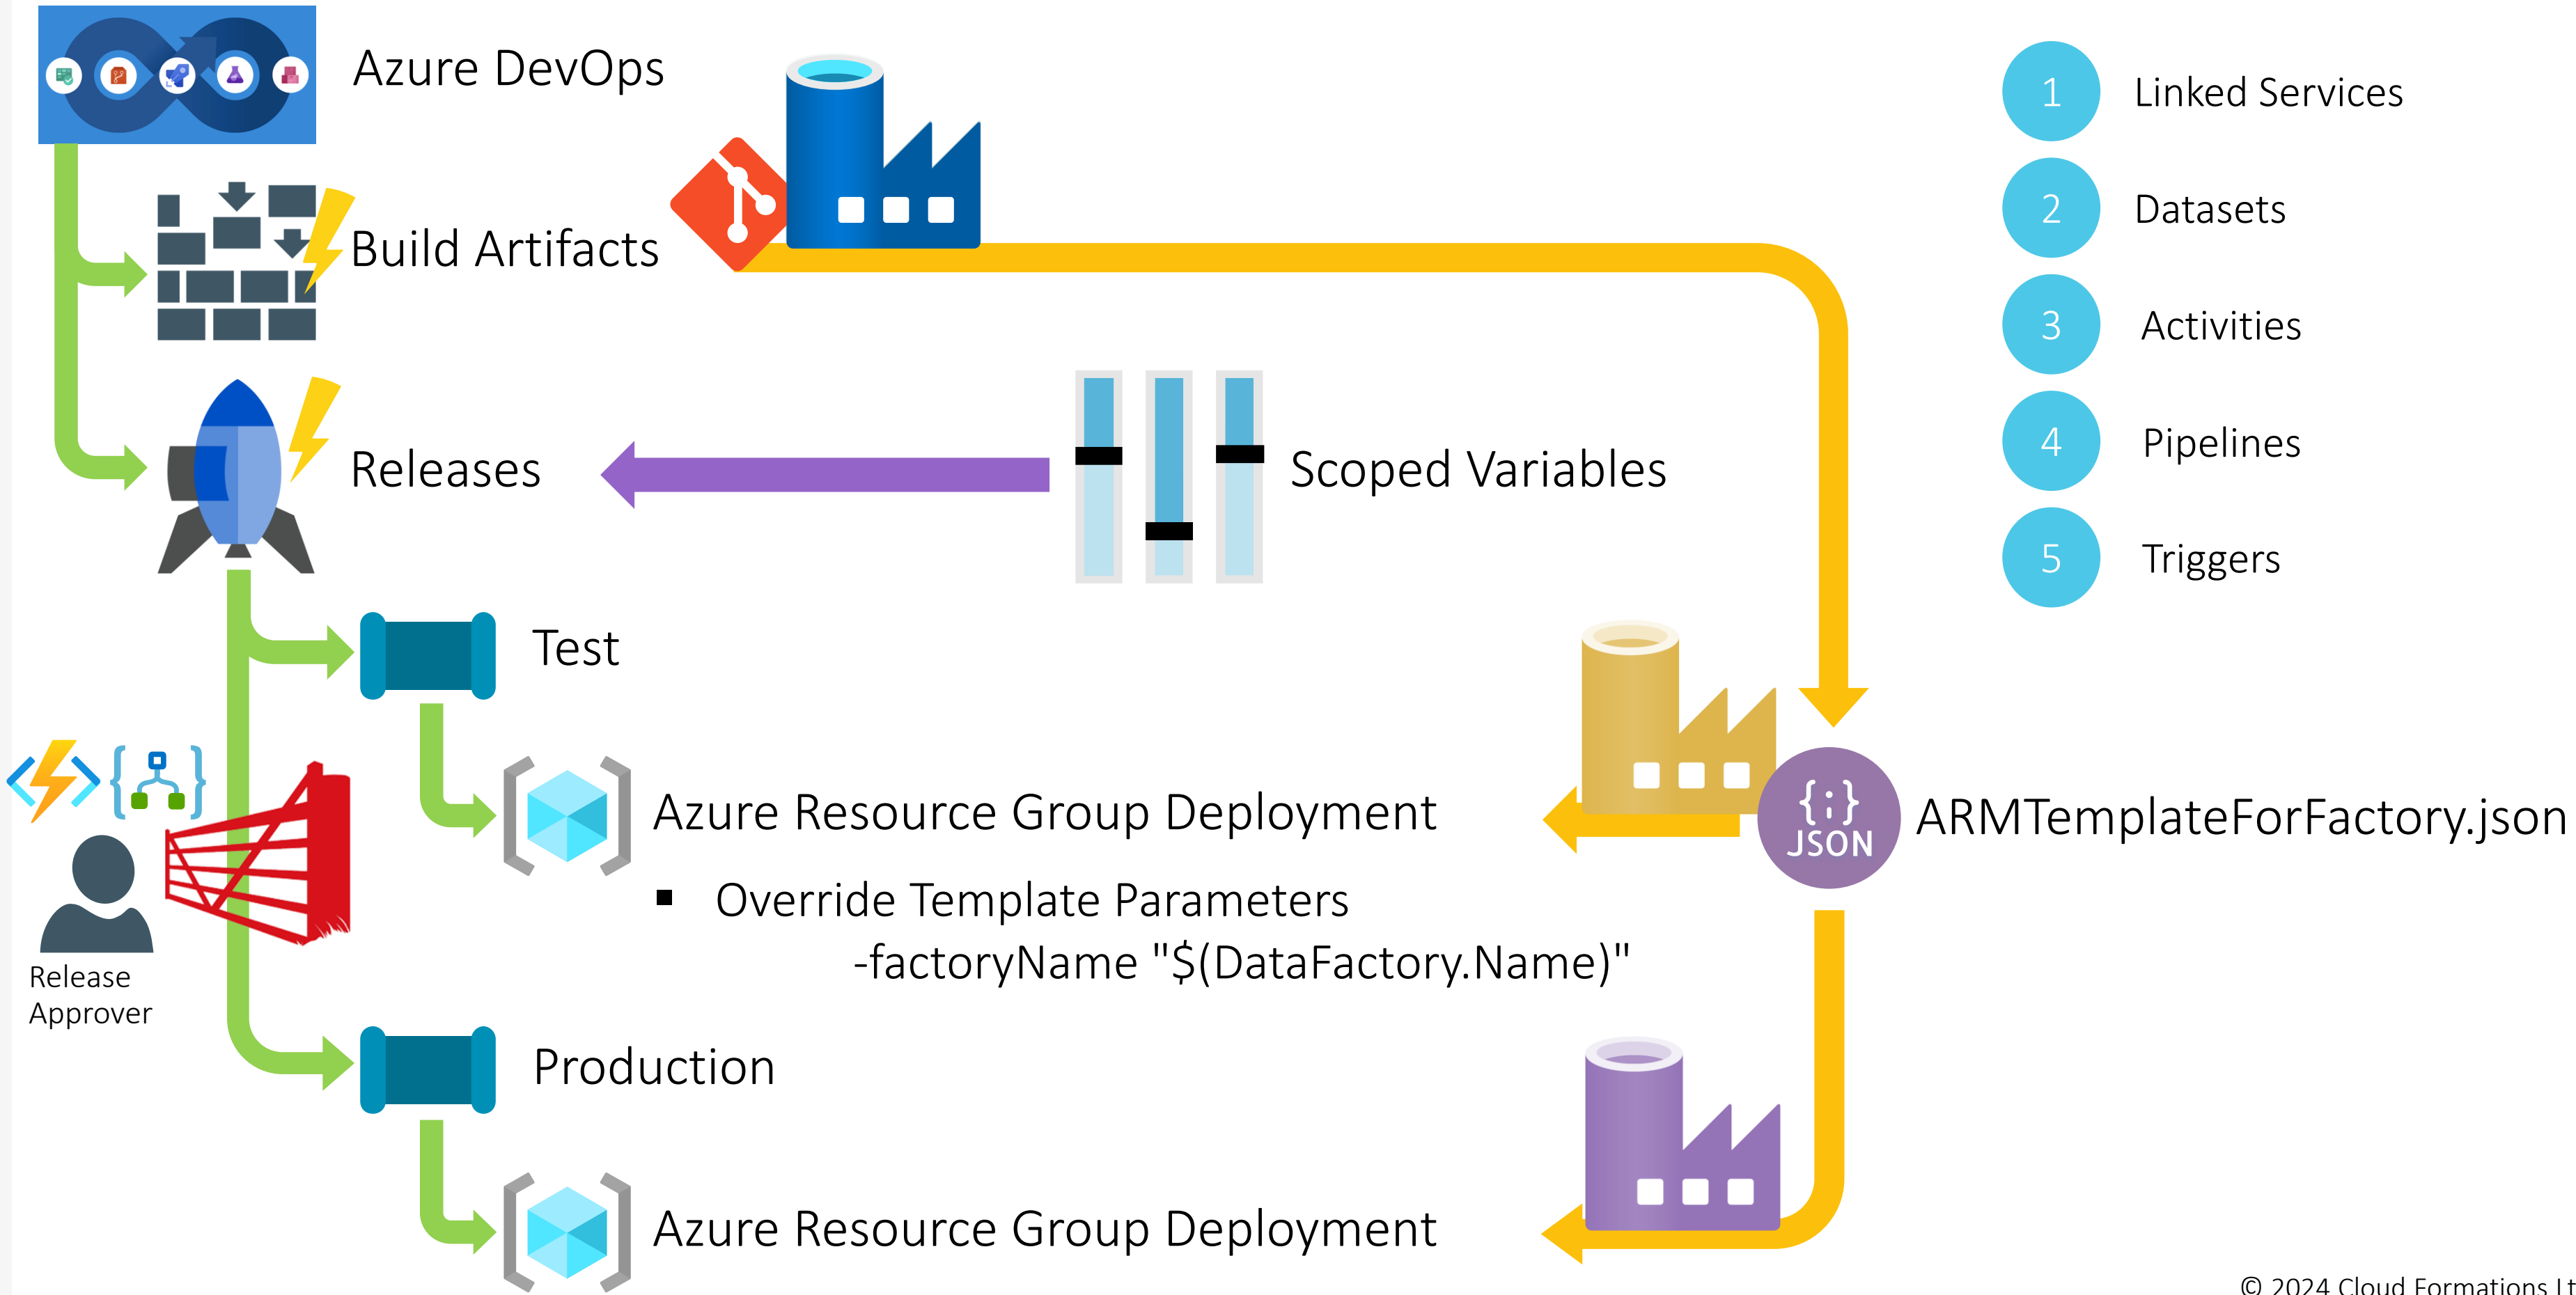 Azure DevOps
Build Artifacts
Releases
Scoped Variables
1 Linked Services
2 Datasets
3 Activities
4 Pipelines
5 Triggers
Test
Azure Resource Group Deployment
▪ Override Template Parameters
-factoryName "$(DataFactory.Name)"
{;}
JSON
ARMTemplateForFactory.json
Release
Approver
Production
Azure Resource Group Deployment
© 2024 Cloud Formations Lt